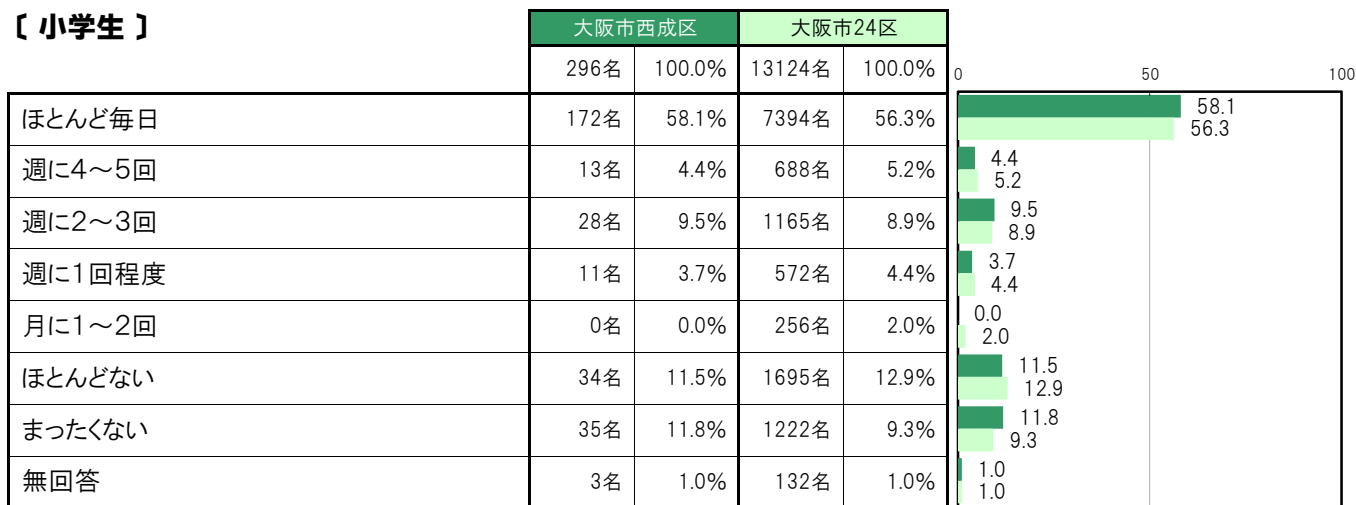 〔 小学生 〕
大阪市西成区 大阪市24区
296名 100.0% 13124名 100.0% 0 50 100
ほとんど毎日 172名 58.1% 7394名 56.3% 58.1
56.3
週に4～5回 13名 4.4% 688名 5.2% 4.4
5.2
週に2～3回 28名 9.5% 1165名 8.9% 9.5
8.9
週に1回程度 11名 3.7% 572名 4.4% 3.7
4.4
月に1～2回 0名 0.0% 256名 2.0% 0.0
2.0
ほとんどない 34名 11.5% 1695名 12.9% 11.5
12.9
まったくない 35名 11.8% 1222名 9.3% 11.8
9.3
無回答 3名 1.0% 132名 1.0% 1.0
1.0